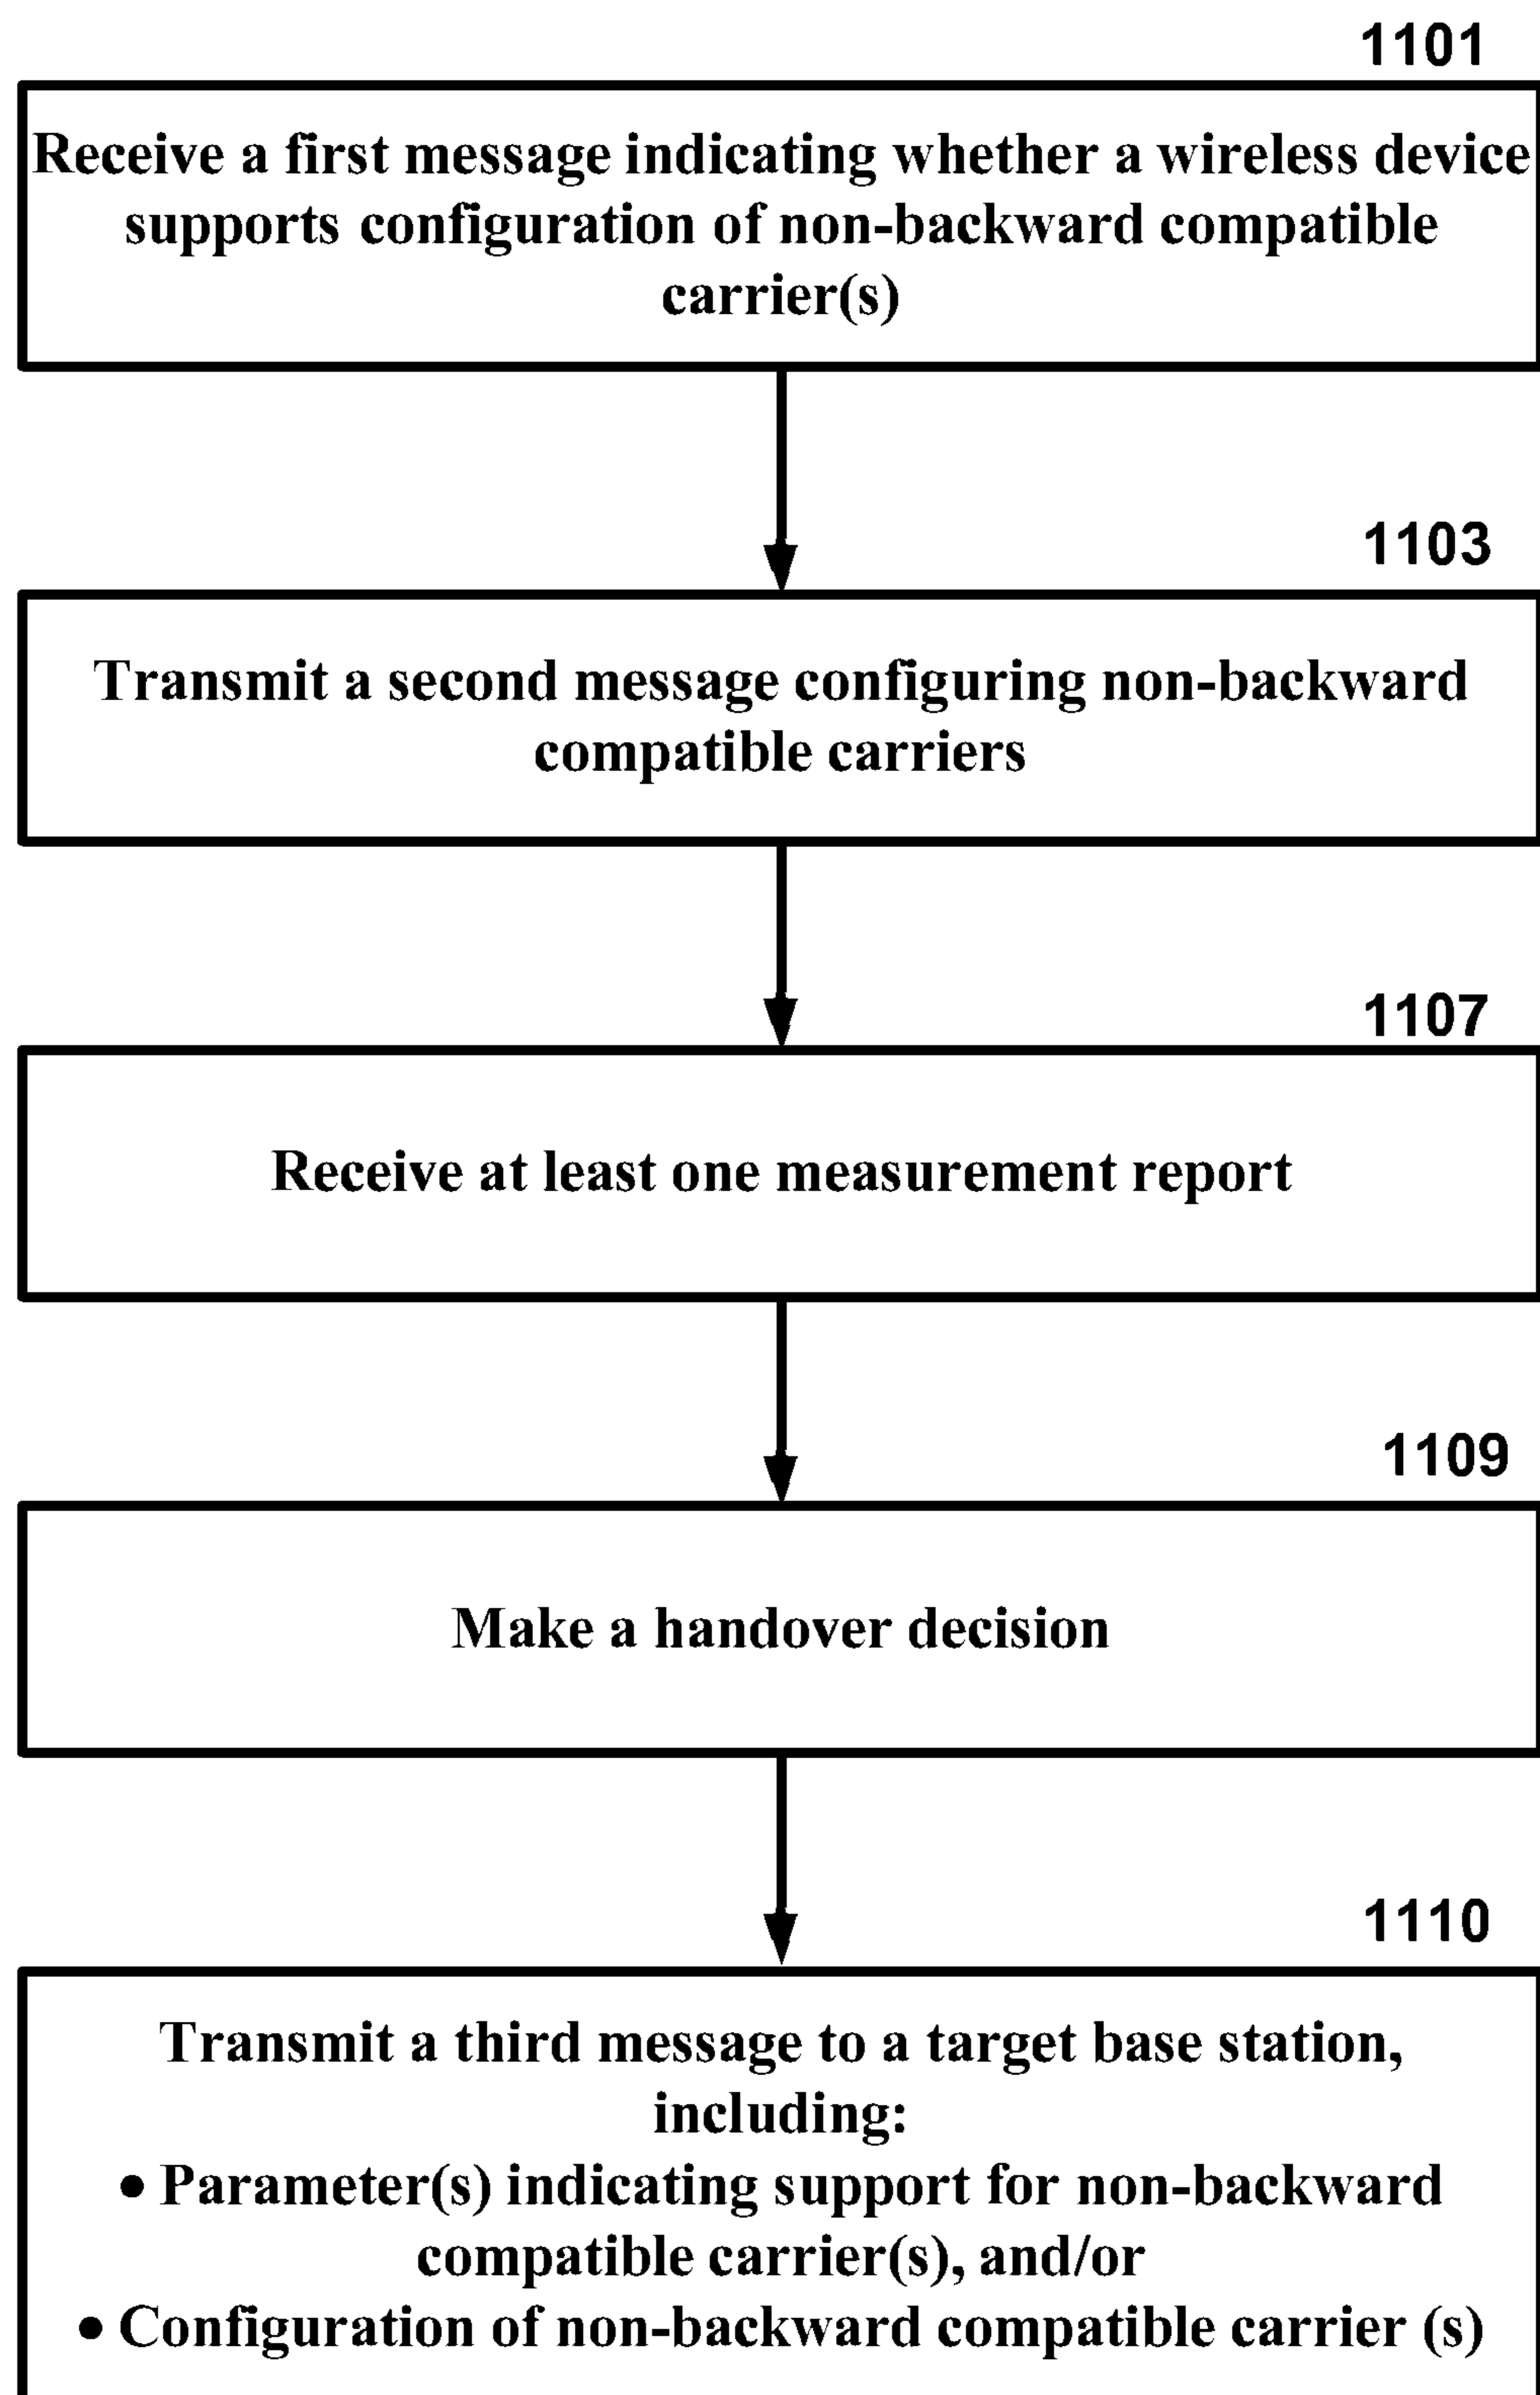 1101
Receive a first message indicating whether a wireless device
supports configuration of non-backward compatible
carrier(s)
1103
Transmit a second message configuring non-backward
compatible carriers
1107
Receive at least one measurement report
1109
Make a handover decision
1110
Transmit a third message to a target base station,
including:
• Parameter(s) indicating support for non-backward
compatible carrier(s), and/or
• Configuration of non-backward compatible carrier (s)